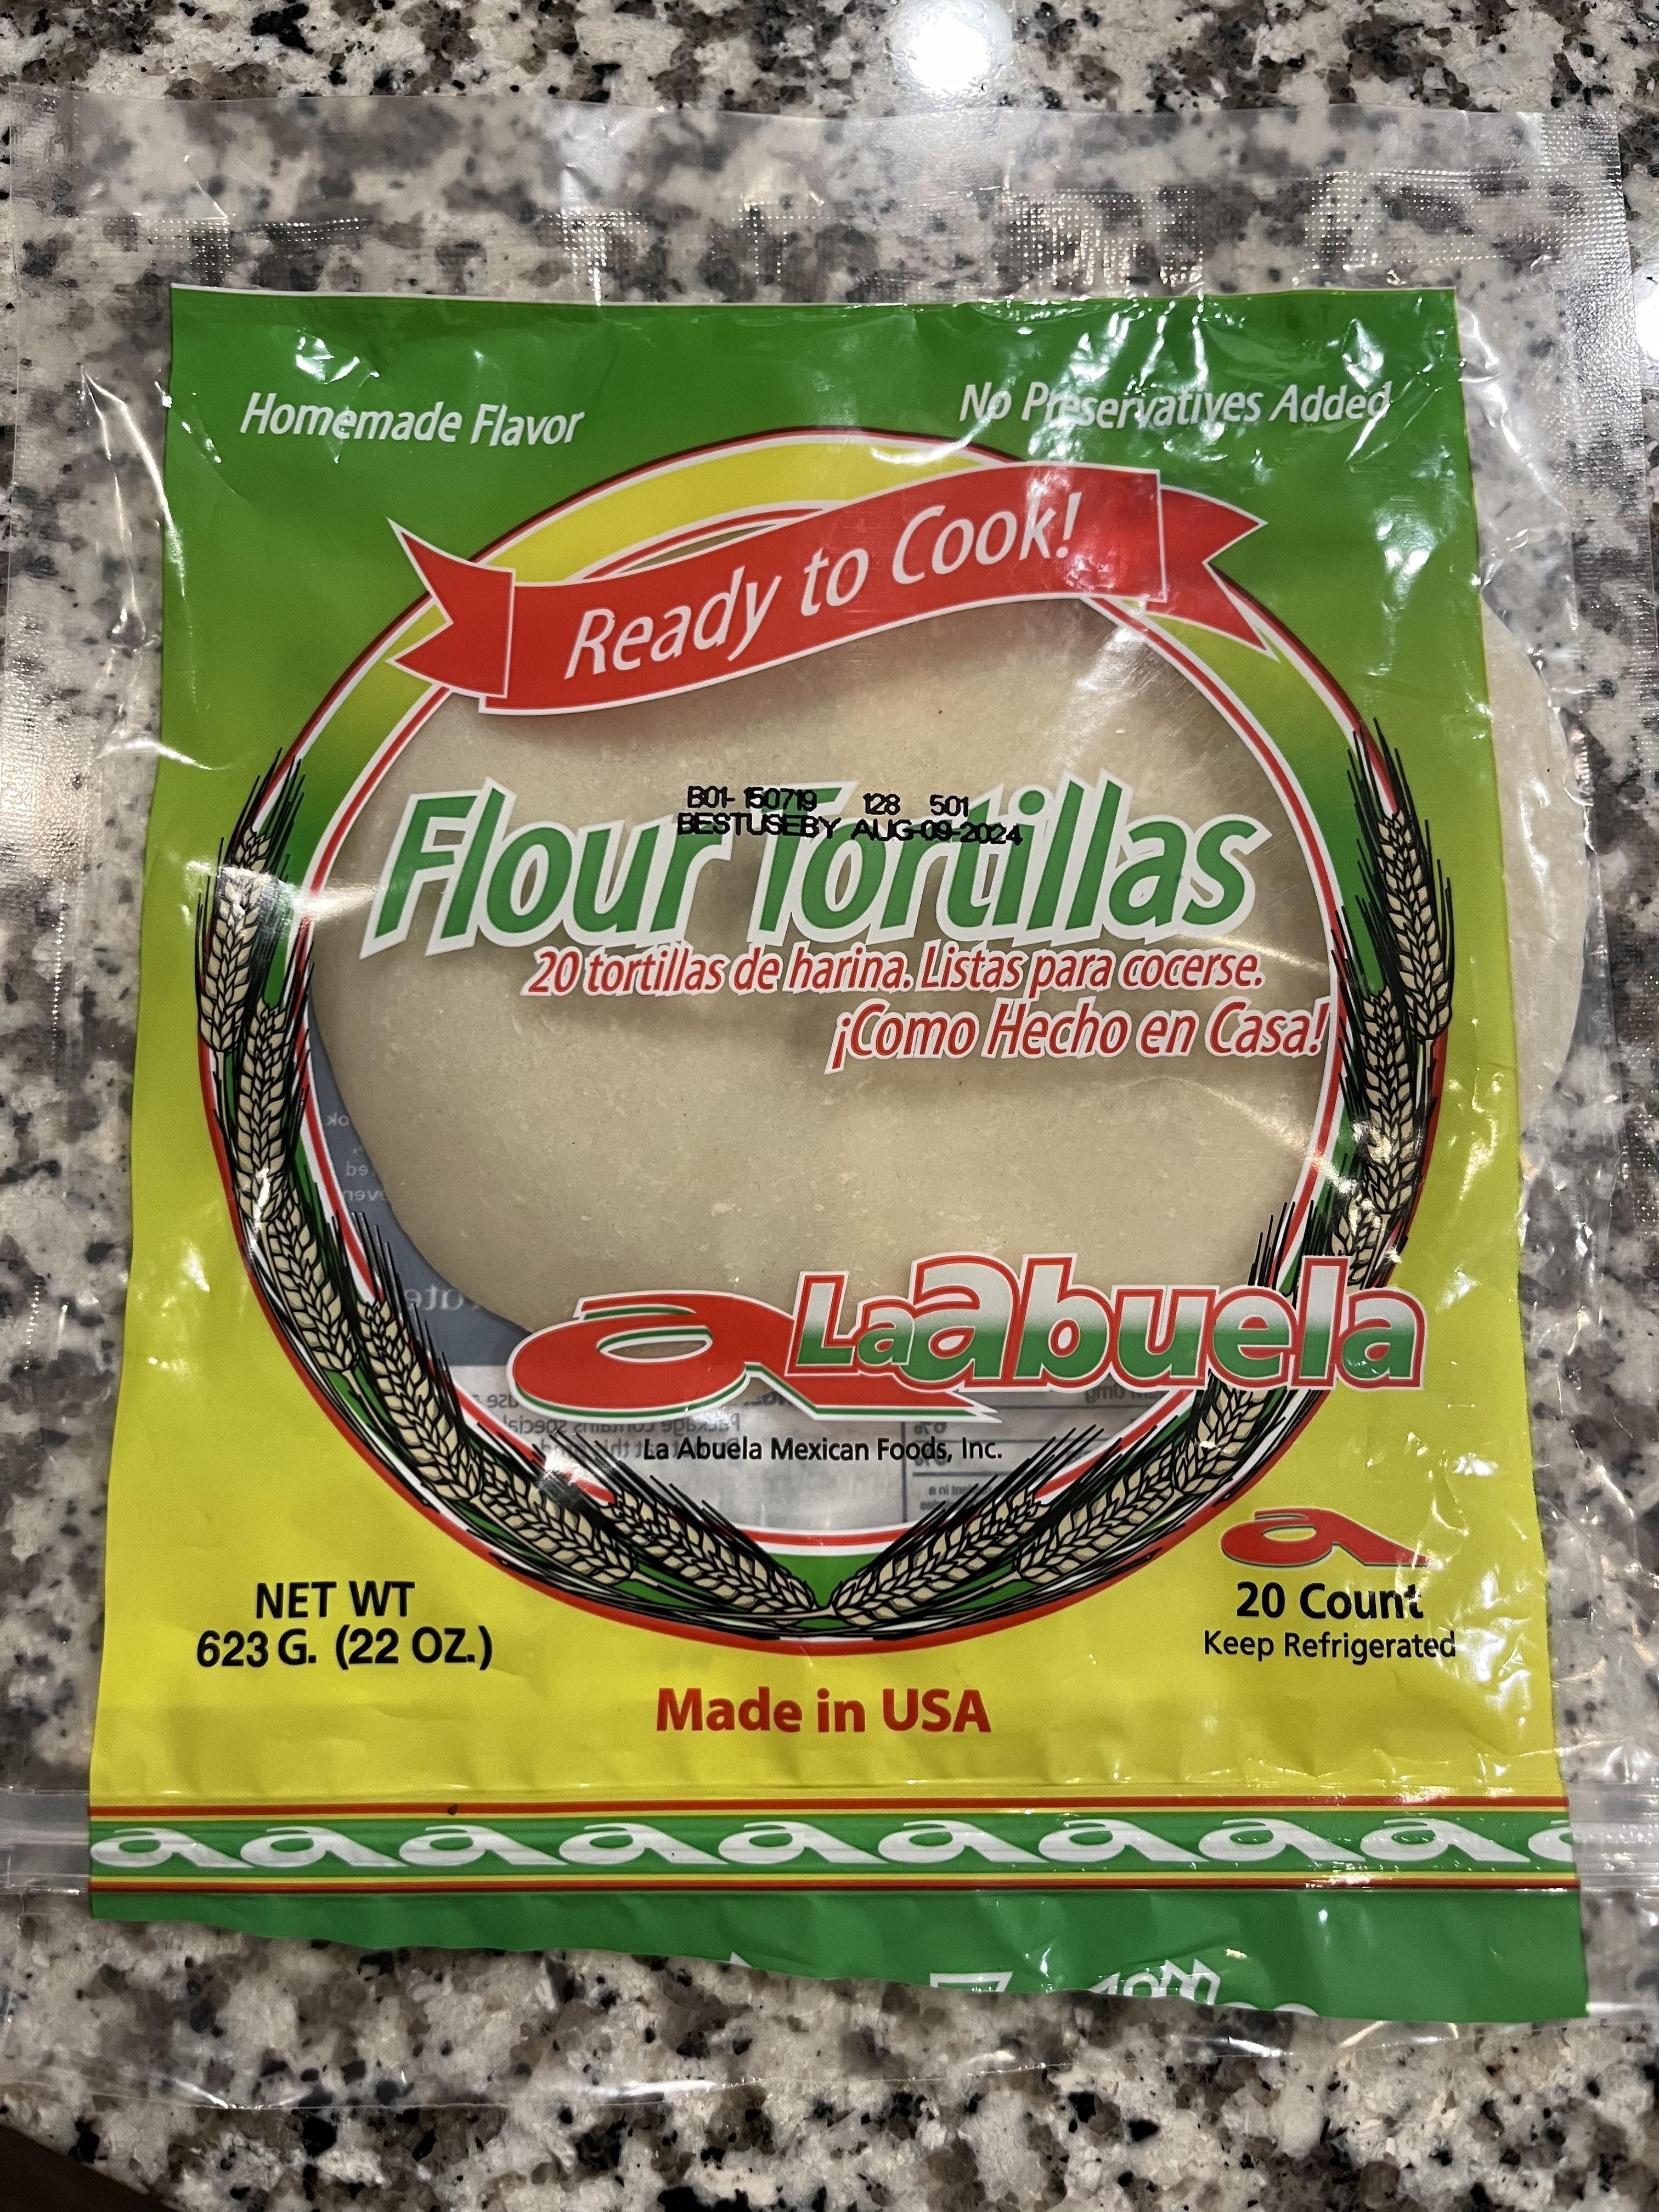 Homemade Flavor
No Preservatives Added
Ready to Cook!
B01-150719 128 501
BESTUSEBY AUG-09-2024
Flour Tortillas
20 tortillas de harina. Listas para cocerse.
¡Como Hecho en Casa!
a LaabueLa
La Abuela Mexican Foods, Inc.
a
NET WT
623 G. (22 OZ.)
20 Count
Keep Refrigerated
Made in USA
a a a a a a a a a a